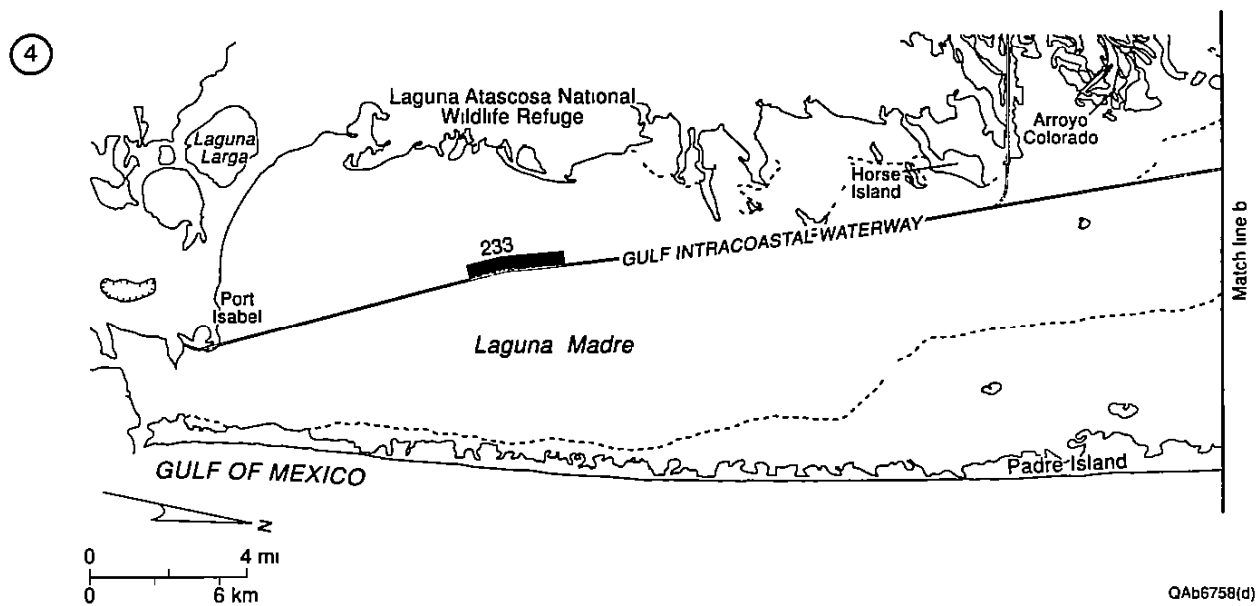 4
Laguna Atascosa National
Wildlife Refuge
Laguna
Larga
Arroyo
Colorado
Horse
Island
Match line b
233
GULF INTRACOASTAL WATERWAY
Port
Isabel
Laguna Madre
Padre Island
GULF OF MEXICO
N
0 4 mi
0 6 km
QAb6758(d)